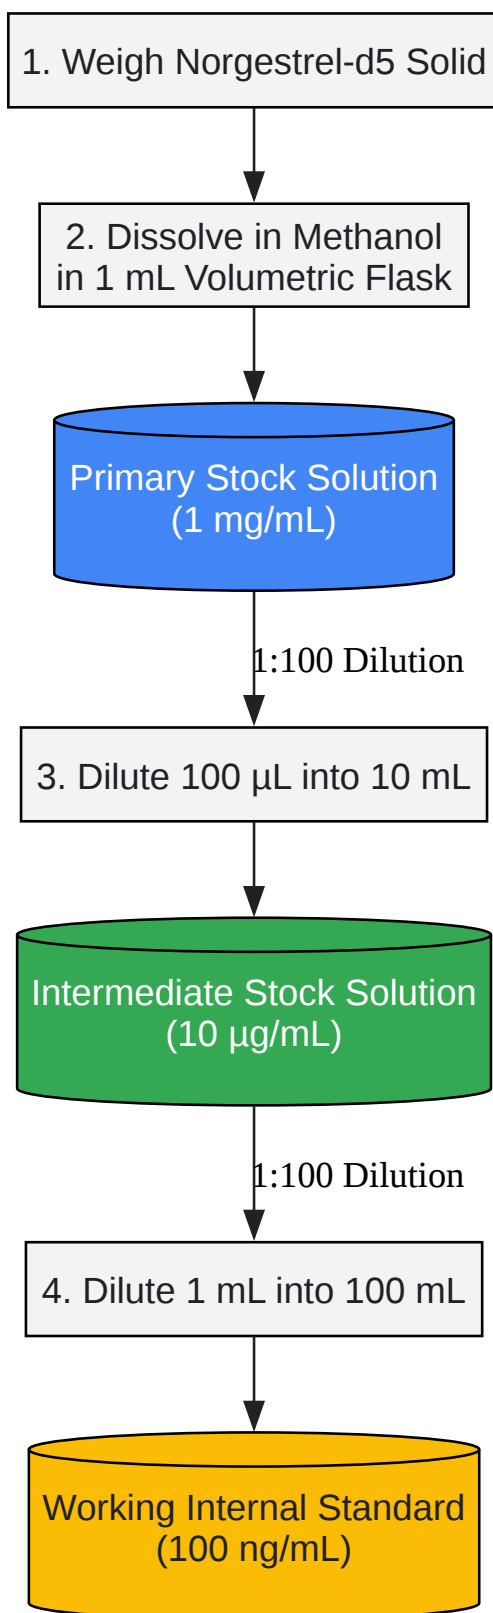 1. Weigh Norgestrel-d5 Solid
2. Dissolve in Methanol
in 1 mL Volumetric Flask
Primary Stock Solution
(1 mg/mL)
1:100 Dilution
3. Dilute 100 µL into 10 mL
Intermediate Stock Solution
(10 µg/mL)
1:100 Dilution
4. Dilute 1 mL into 100 mL
Working Internal Standard
(100 ng/mL)